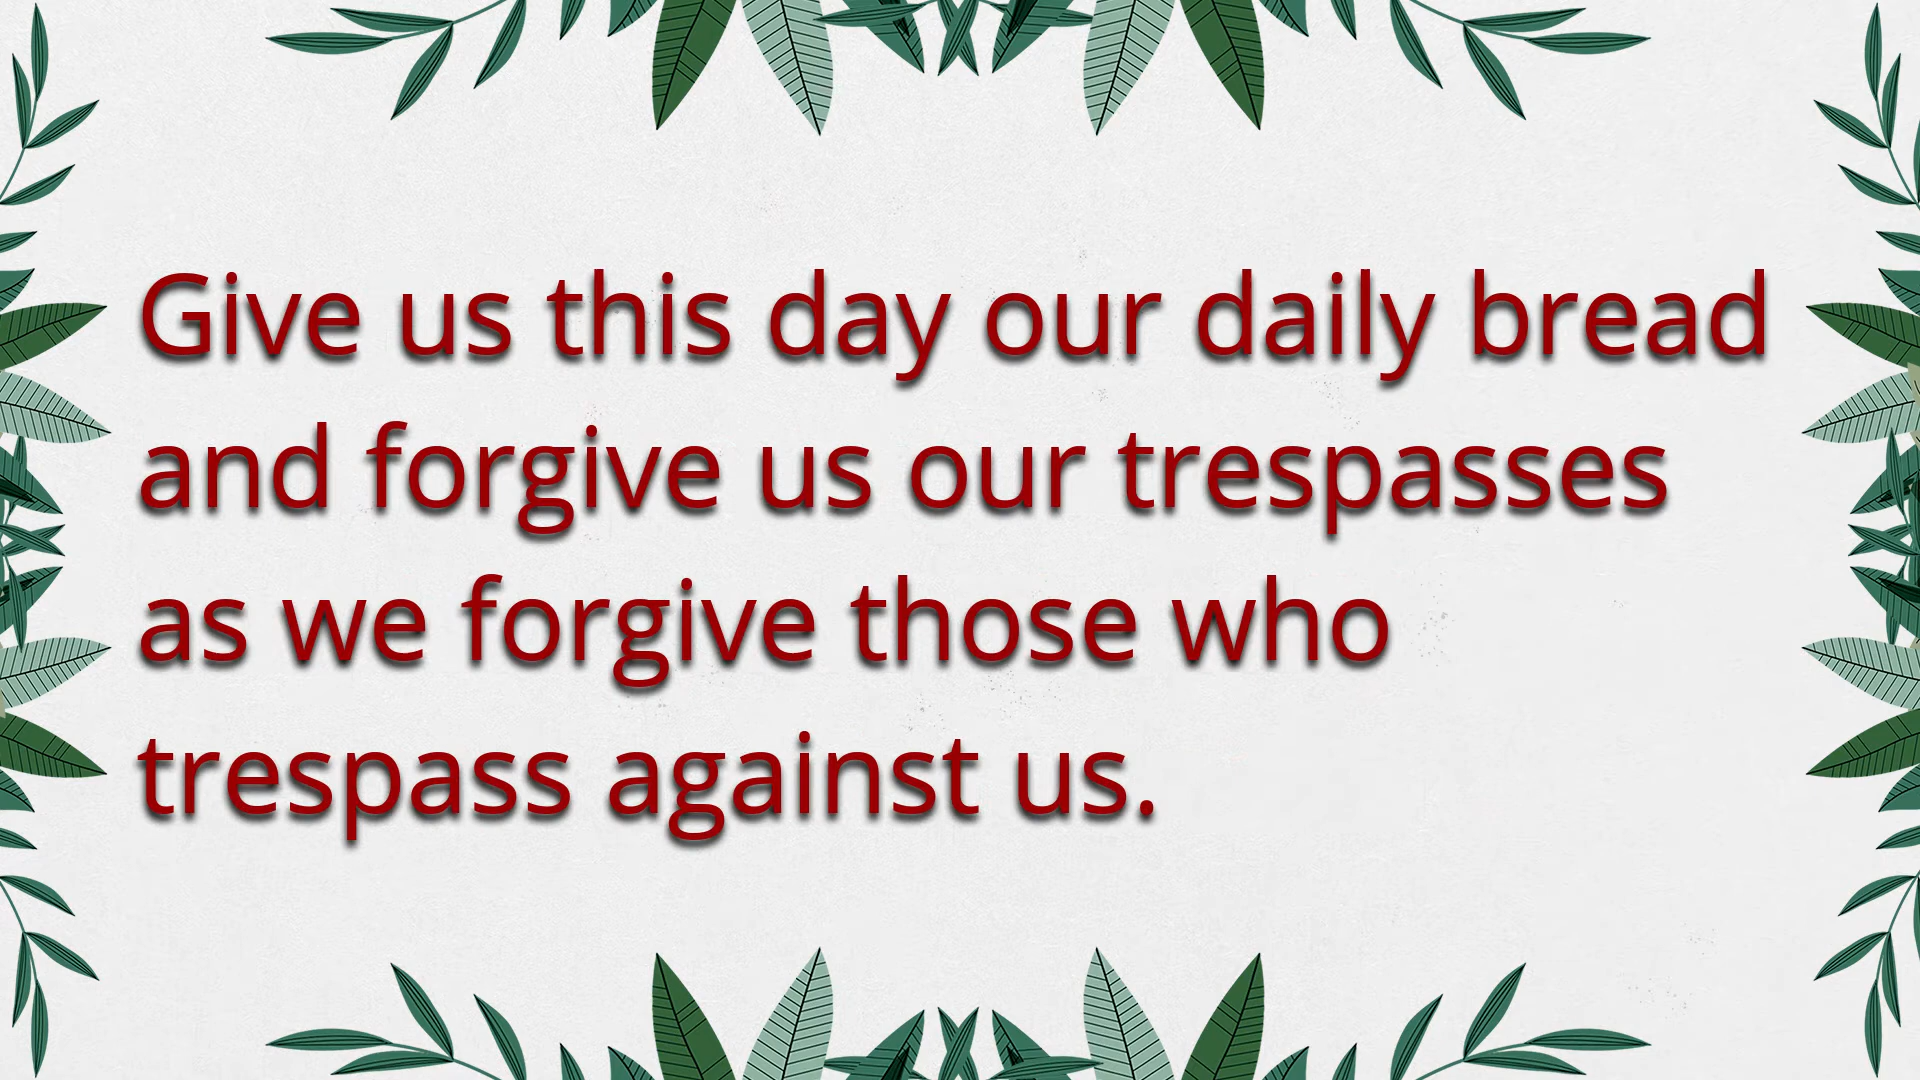 Give us this day our daily bread
and forgive us our trespasses
as we forgive those who
trespass against us.